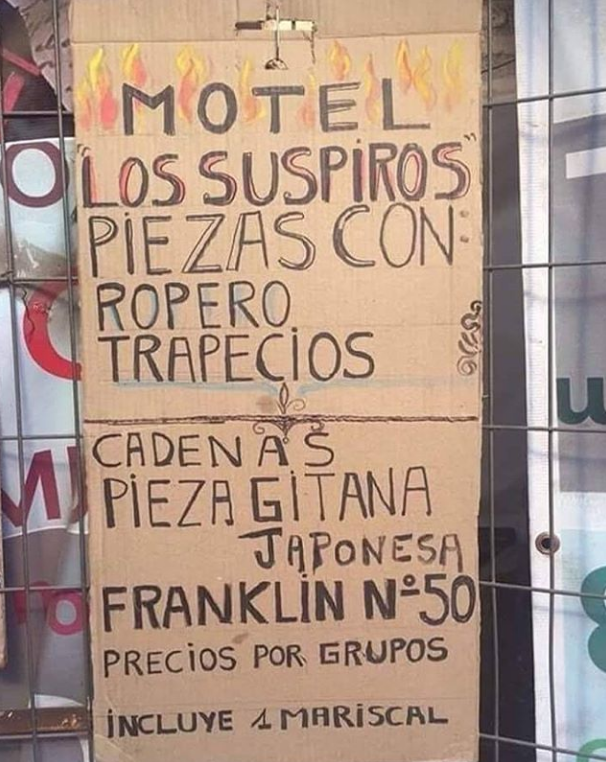 MOTEL
"LOS SUSPIROS"
PIEZAS CON:
ROPERO
TRAPECIOS
CADENAS
PIEZA GITANA
JAPONESA
FRANKLIN Nº50
PRECIOS POR GRUPOS
INCLUYE 1 MARISCAL